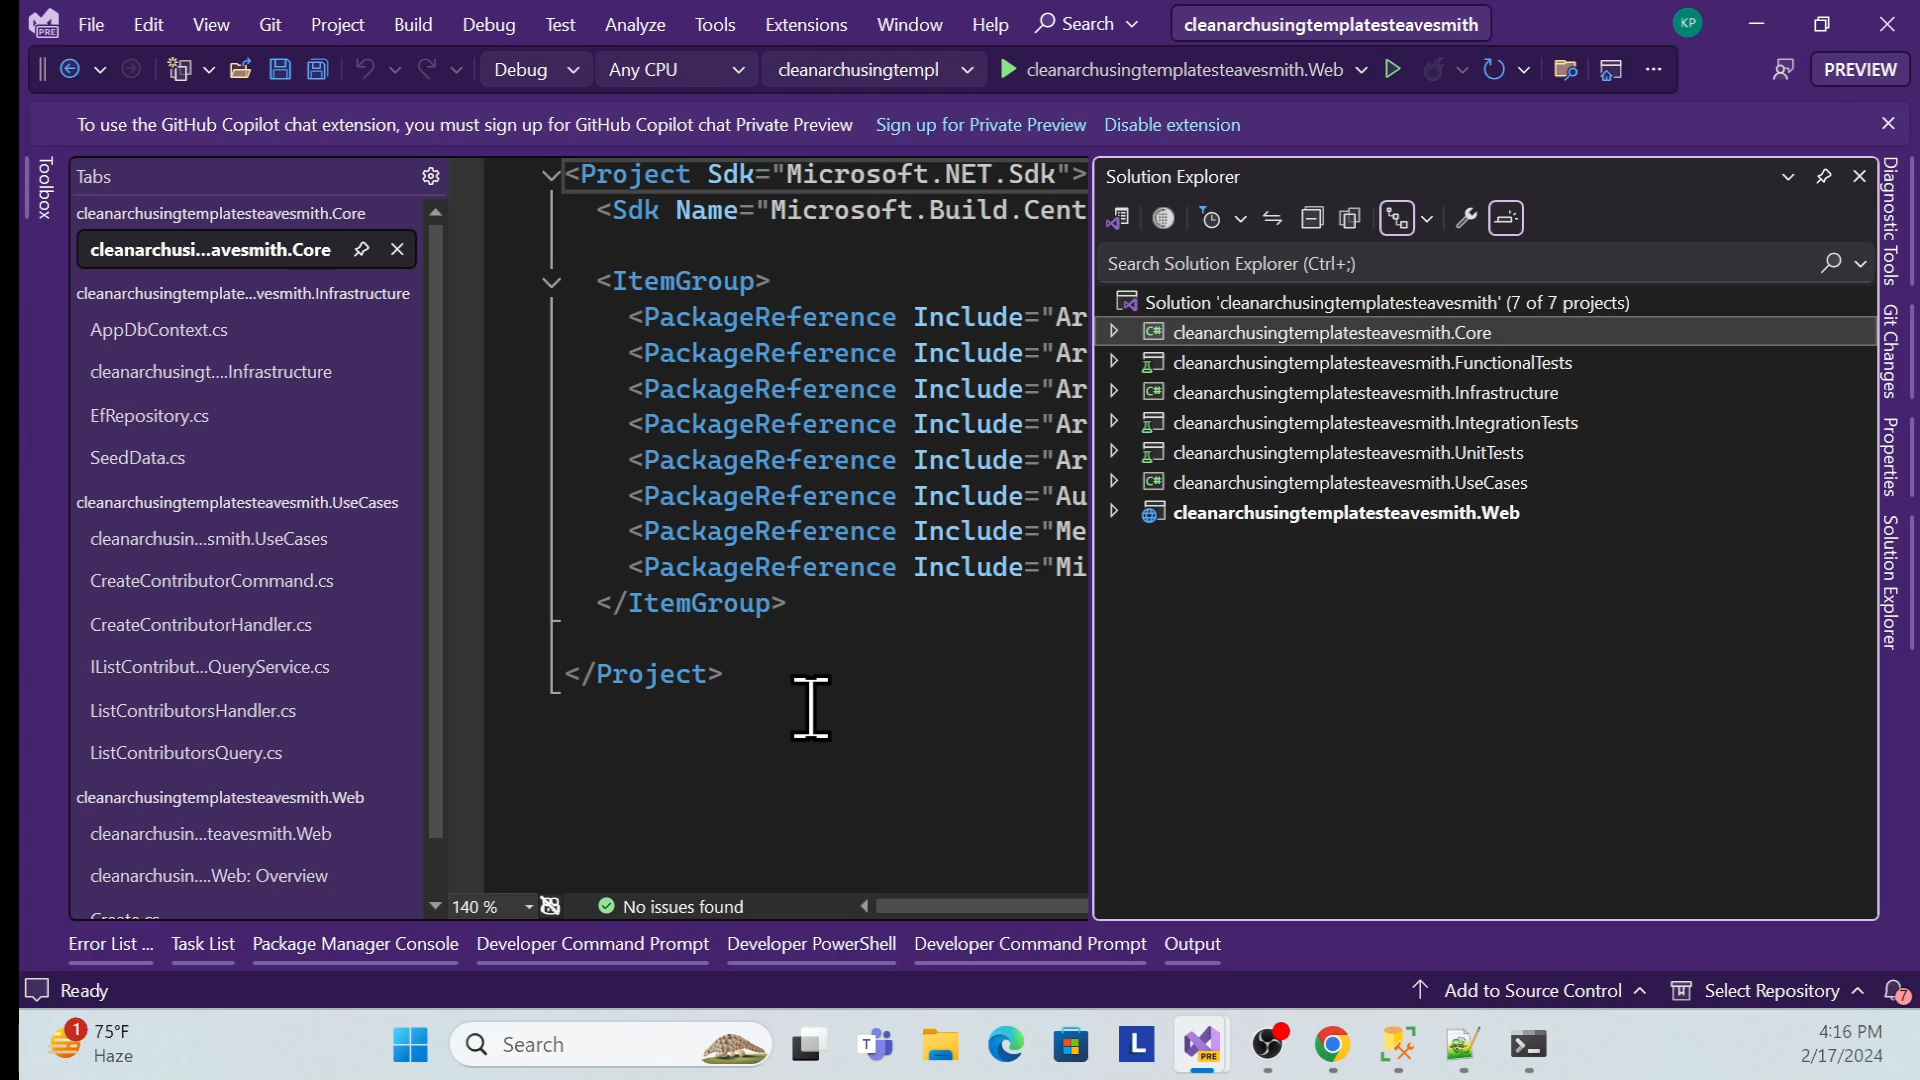 File Edit View Git Project Build Debug Test Analyze Tools Extensions Window Help Search cleanarchusingtemplatesteavesmith KP
PRE
Debug Any CPU cleanarchusingtempl cleanarchusingtemplatesteavesmith.Web PREVIEW
To use the GitHub Copilot chat extension, you must sign up for GitHub Copilot chat Private Preview Sign up for Private Preview Disable extension
Toolbox
Tabs
cleanarchusingtemplatesteavesmith.Core
cleanarchusi...avesmith.Core
cleanarchusingtemplate...vesmith.Infrastructure
AppDbContext.cs
cleanarchusingt....Infrastructure
EfRepository.cs
SeedData.cs
cleanarchusingtemplatesteavesmith.UseCases
cleanarchusin...smith.UseCases
CreateContributorCommand.cs
CreateContributorHandler.cs
IListContribut...QueryService.cs
ListContributorsHandler.cs
ListContributorsQuery.cs
cleanarchusingtemplatesteavesmith.Web
cleanarchusin...teavesmith.Web
cleanarchusin....Web: Overview
Create.cs
<Project Sdk="Microsoft.NET.Sdk">
<Sdk Name="Microsoft.Build.Cent
<ItemGroup>
<PackageReference Include="Ar
<PackageReference Include="Ar
<PackageReference Include="Ar
<PackageReference Include="Ar
<PackageReference Include="Ar
<PackageReference Include="Au
<PackageReference Include="Me
<PackageReference Include="Mi
</ItemGroup>
</Project>
140 % No issues found
Solution Explorer
Search Solution Explorer (Ctrl+;)
Solution 'cleanarchusingtemplatesteavesmith' (7 of 7 projects)
C# cleanarchusingtemplatesteavesmith.Core
cleanarchusingtemplatesteavesmith.FunctionalTests
C# cleanarchusingtemplatesteavesmith.Infrastructure
cleanarchusingtemplatesteavesmith.IntegrationTests
cleanarchusingtemplatesteavesmith.UnitTests
C# cleanarchusingtemplatesteavesmith.UseCases
cleanarchusingtemplatesteavesmith.Web
Diagnostic Tools
Git Changes
Properties
Solution Explorer
Error List ... Task List Package Manager Console Developer Command Prompt Developer PowerShell Developer Command Prompt Output
Ready Add to Source Control Select Repository 7
1 75°F
Haze
Search
L
PRE
4:16 PM
2/17/2024